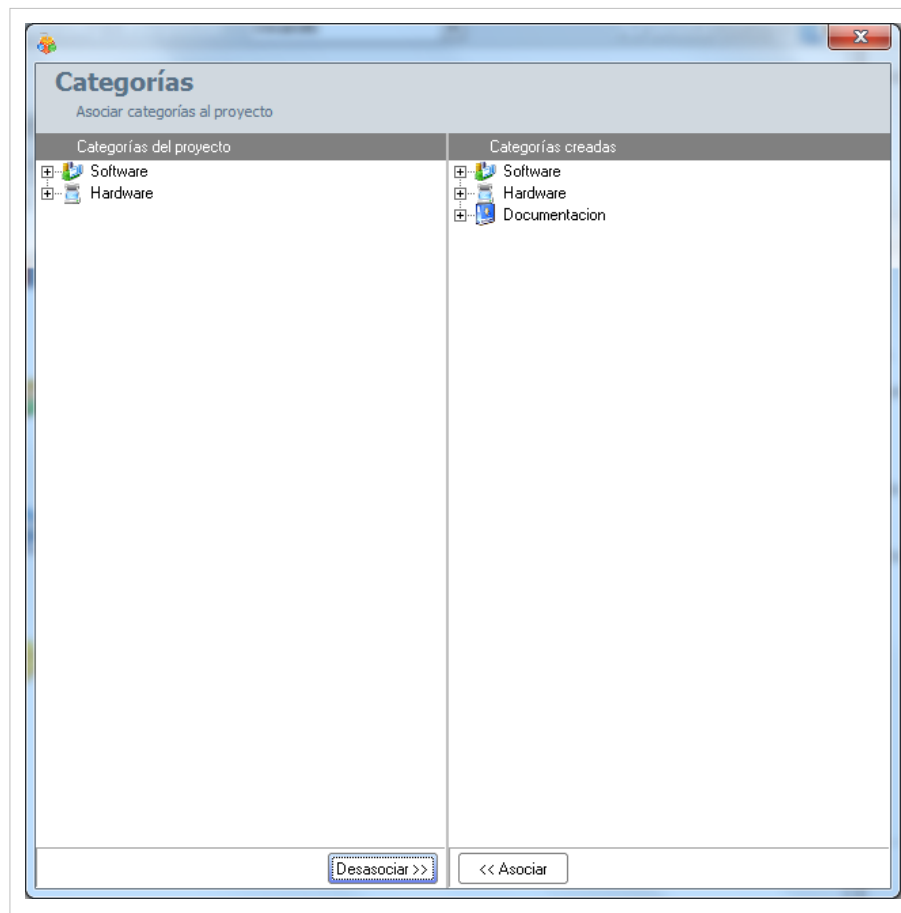 Categorías
Asociar categorías al proyecto
Categorías del proyecto
Categorías creadas
Software
Hardware
Software
Hardware
Documentacion
Desasociar >>
<< Asociar